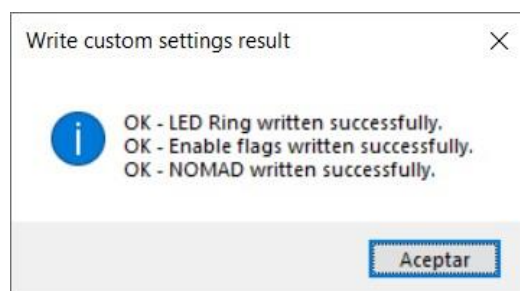 Write custom settings result
OK - LED Ring written successfully.
OK - Enable flags written successfully.
OK - NOMAD written successfully.
Aceptar